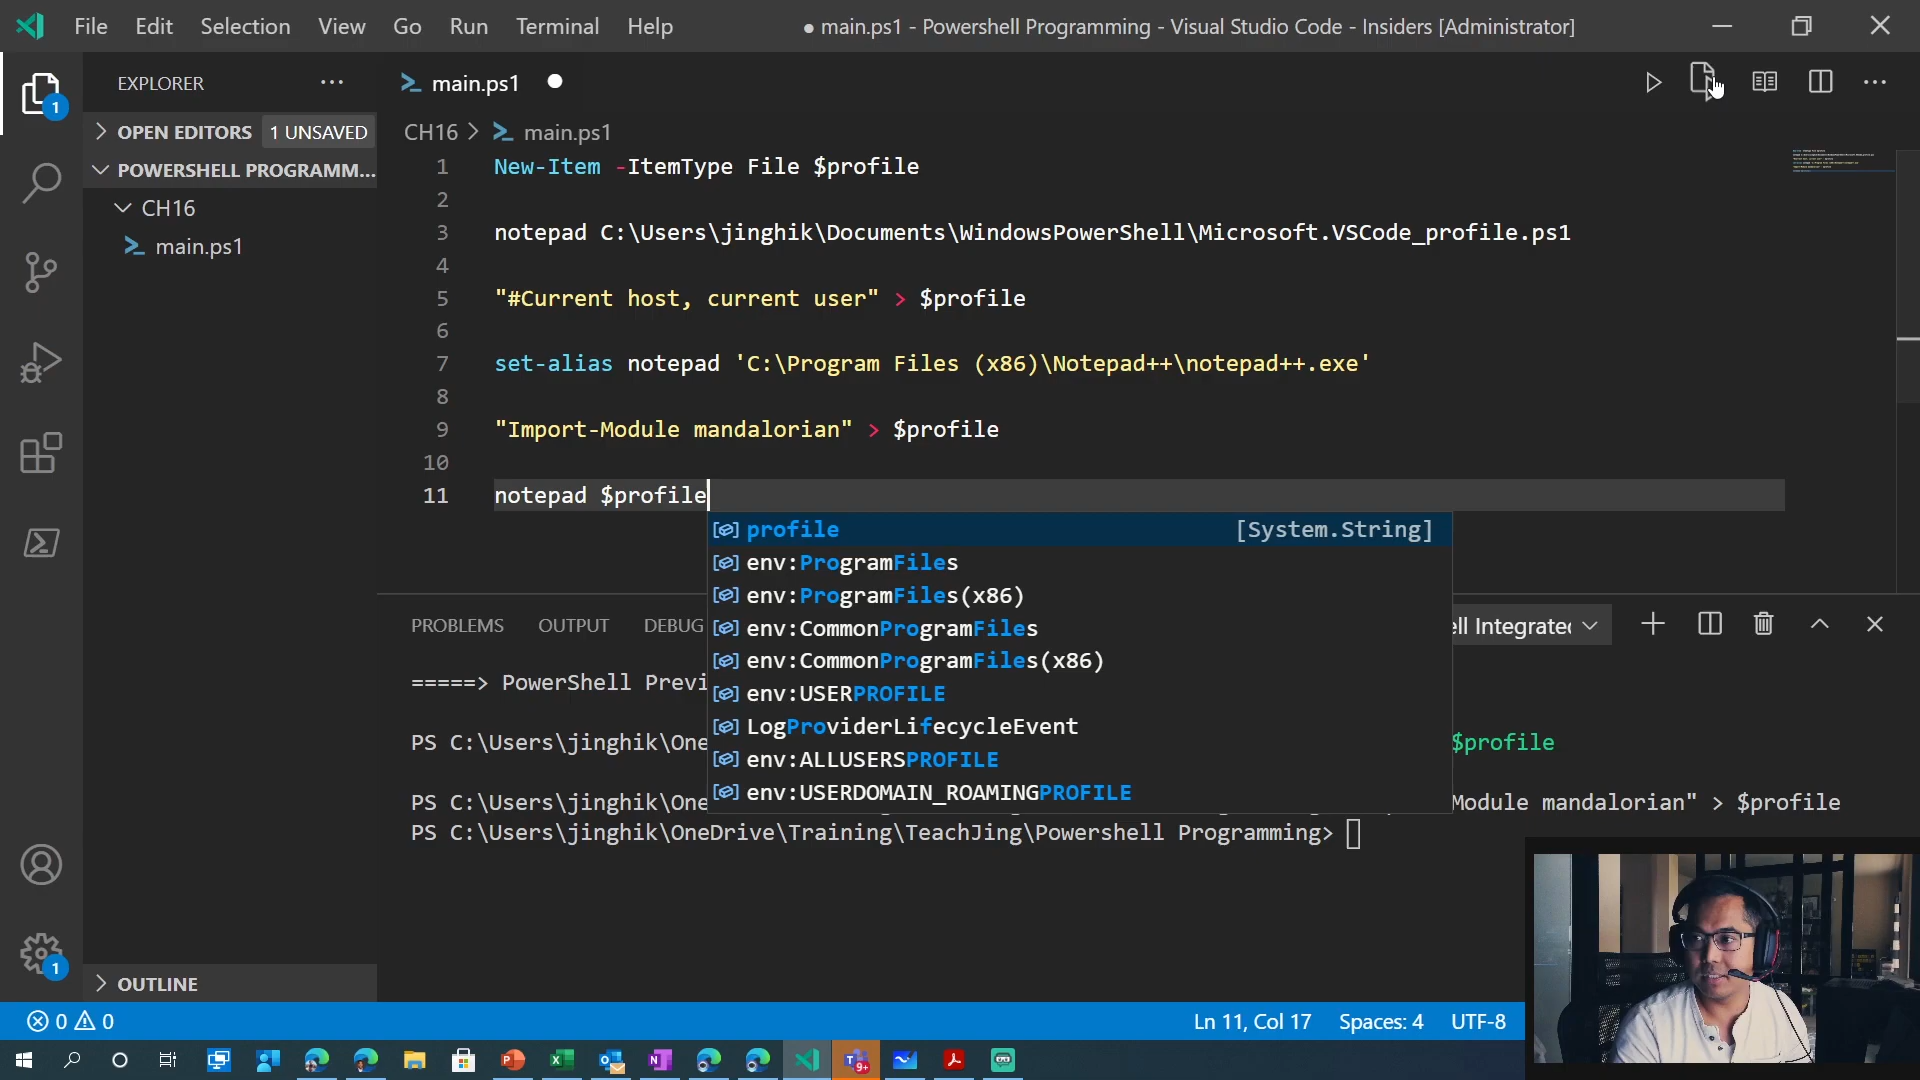 File Edit Selection View Go Run Terminal Help
● main.ps1 - Powershell Programming - Visual Studio Code - Insiders [Administrator]
EXPLORER
main.ps1
1
OPEN EDITORS 1 UNSAVED
CH16 > main.ps1
POWERSHELL PROGRAMM...
CH16
main.ps1
1 New-Item -ItemType File $profile
2
3 notepad C:\Users\jinghik\Documents\WindowsPowerShell\Microsoft.VSCode_profile.ps1
4
5 "#Current host, current user" > $profile
6
7 set-alias notepad 'C:\Program Files (x86)\Notepad++\notepad++.exe'
8
9 "Import-Module mandalorian" > $profile
10
11 notepad $profile
profile [System.String]
env:ProgramFiles
env:ProgramFiles(x86)
env:CommonProgramFiles
env:CommonProgramFiles(x86)
env:USERPROFILE
LogProviderLifecycleEvent
env:ALLUSERSPROFILE
env:USERDOMAIN_ROAMINGPROFILE
PROBLEMS OUTPUT DEBUG ell Integrated
=====> PowerShell Previ
PS C:\Users\jinghik\One $profile
PS C:\Users\jinghik\One Module mandalorian" > $profile
PS C:\Users\jinghik\OneDrive\Training\TeachJing\Powershell Programming>
OUTLINE
1
0 0
Ln 11, Col 17 Spaces: 4 UTF-8
9+